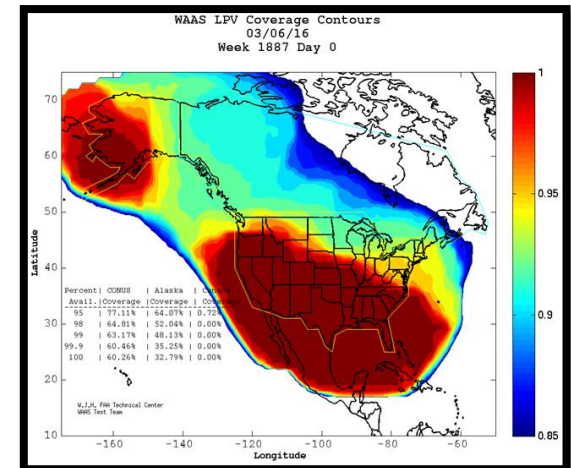 WAAS LPV Coverage Contours
03/06/16
Week 1887 Day 0
70
60
50
40
30
20
10
Latitude
Percent| CONUS | Alaska |
Avail.|Coverage |Coverage |
95 | 77.11% | 64.07% | 0.72%
98 | 64.81% | 52.04% | 0.00%
99 | 63.17% | 48.13% | 0.00%
99.9 | 60.46% | 35.25% | 0.00%
100 | 60.26% | 32.79% | 0.00%
W.J.H. FAA Technical Center
WAAS Test Team
-160 -140 -120 -100 -80 -60
Longitude
1
0.95
0.9
0.85